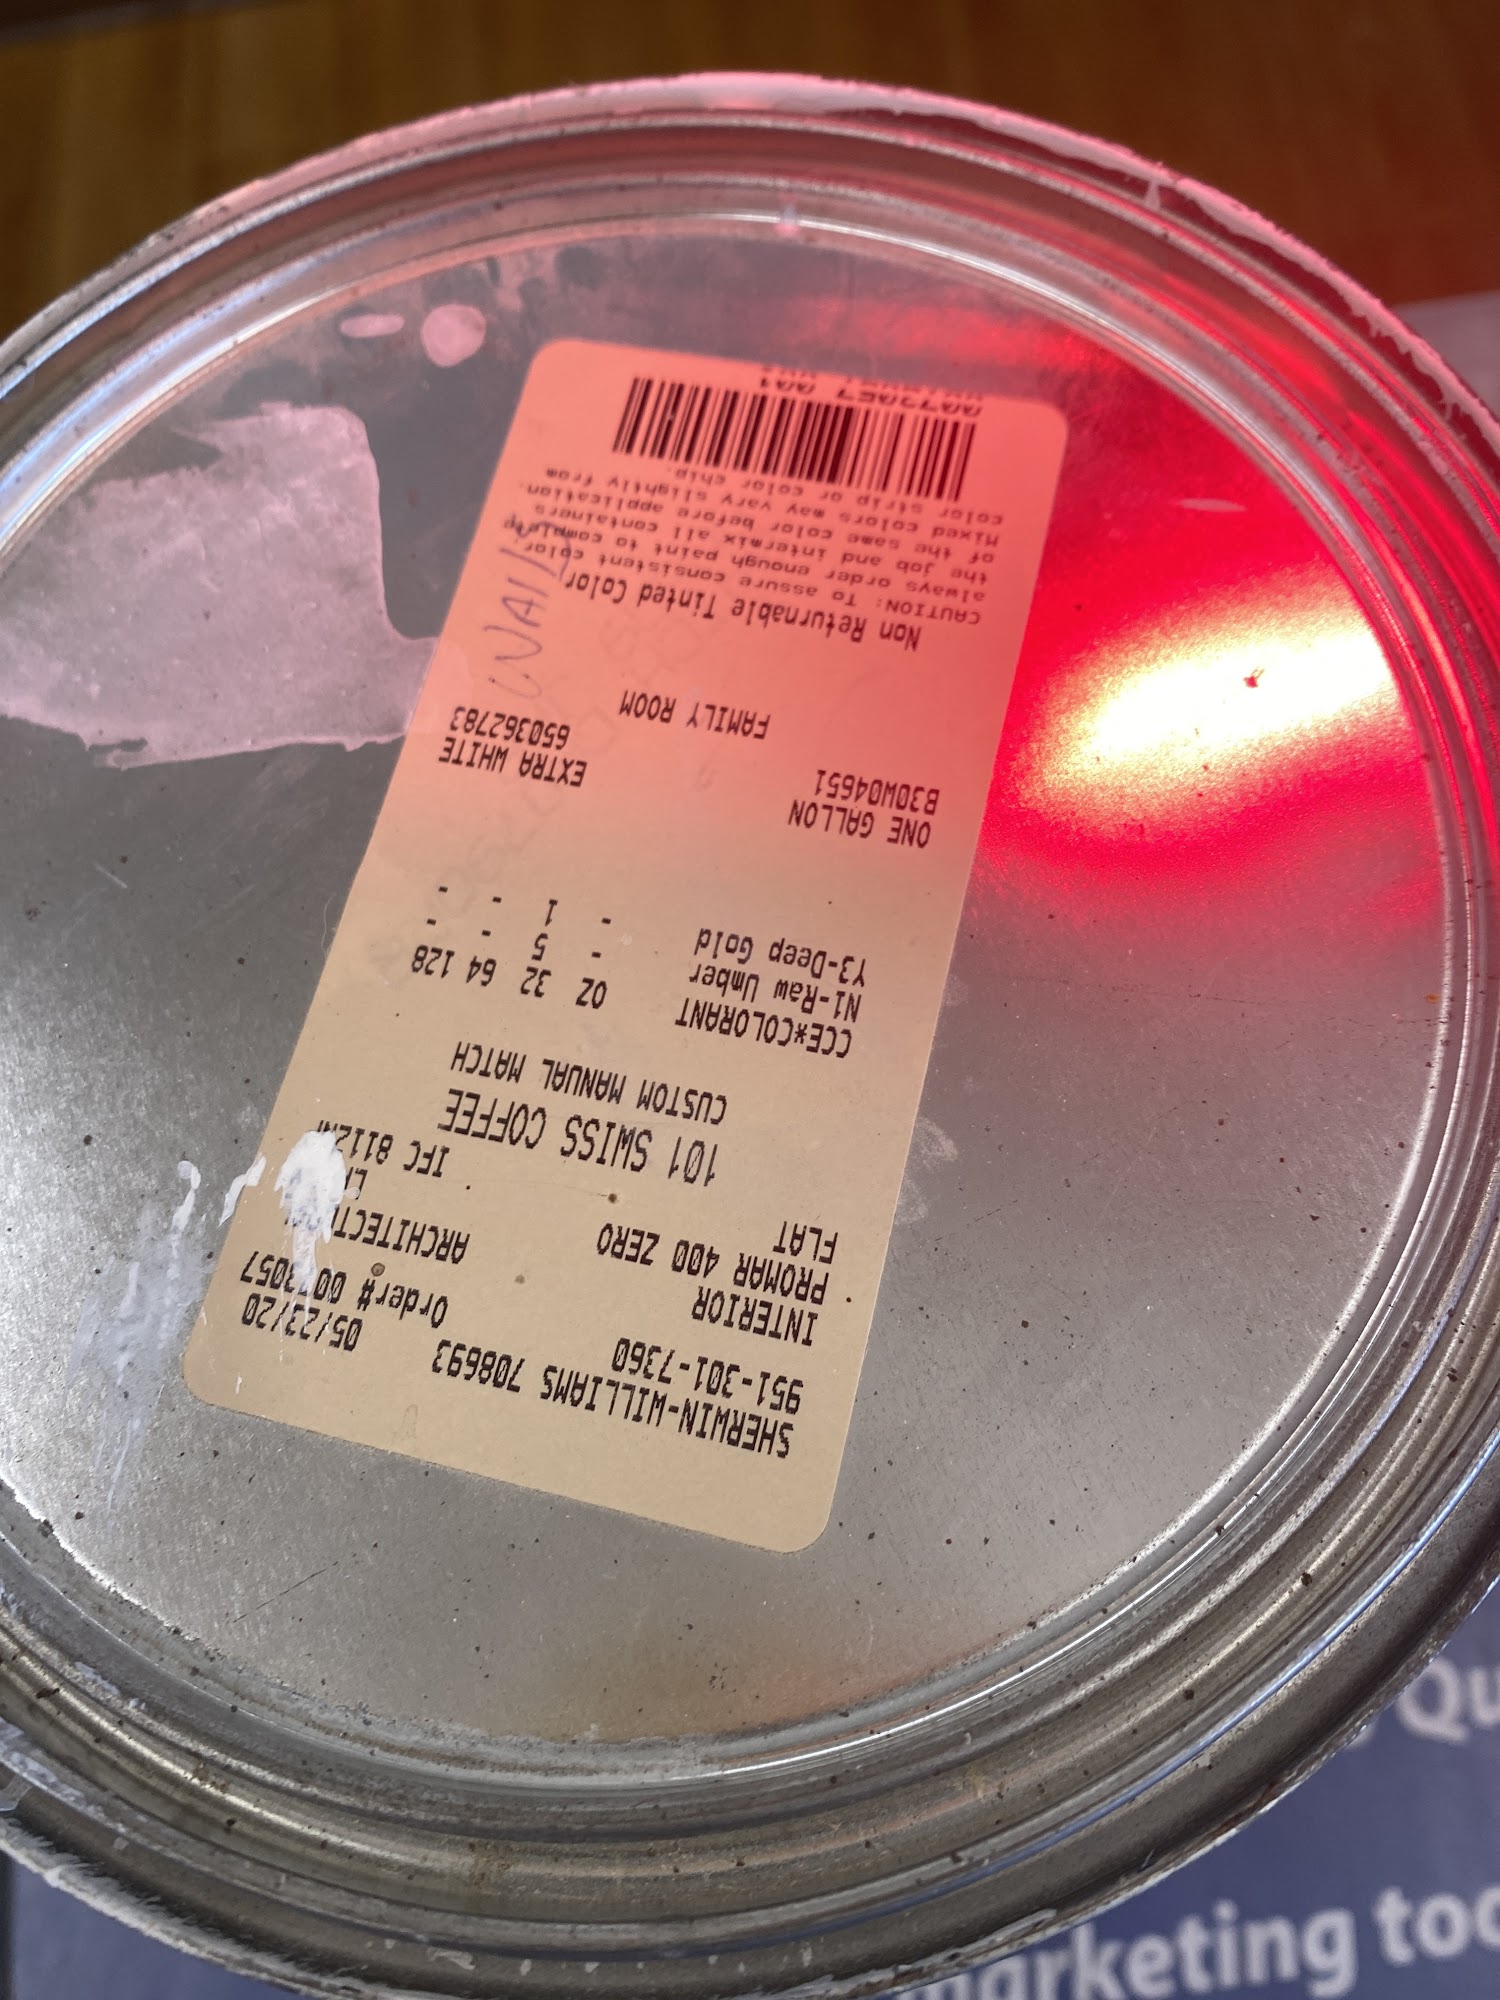 SHERWIN-WILLIAMS 708693 05/23/20
951-301-7360 Order# 0073057
INTERIOR ARCHITECT
PROMAR 400 ZERO
FLAT IFC 8112NP
101 SWISS COFFEE
CUSTOM MANUAL MATCH
CCE*COLORANT OZ 32 64 128
N1-Raw Umber - 5 - -
Y3-Deep Gold - 1 - -
ONE GALLON EXTRA WHITE
B30W04651 650362783
FAMILY ROOM
Walls
Non Returnable Tinted Color
CAUTION: To assure consistent color
always order enough paint to complete
the job and intermix all containers
of the same color before application.
Mixed colors may vary slightly from
color strip or color chip.
Qu
marketing too